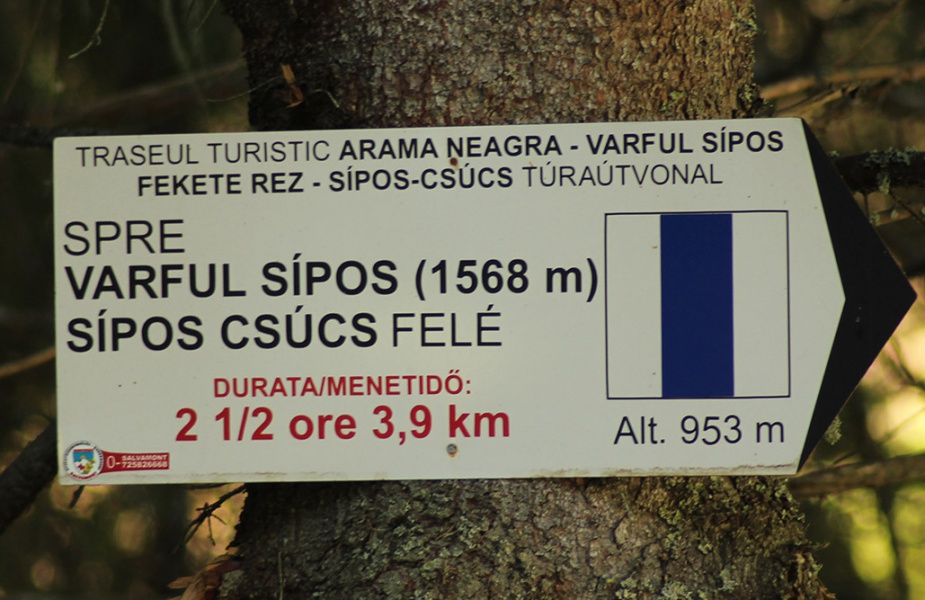 TRASEUL TURISTIC ARAMA NEAGRA - VARFUL SÍPOS
FEKETE REZ - SÍPOS-CSÚCS TÚRAÚTVONAL
SPRE
VARFUL SÍPOS (1568 m)
SÍPOS CSÚCS FELÉ
DURATA/MENETIDŐ:
2 1/2 ore 3,9 km
Alt. 953 m
0- SALVAMONT
725826668